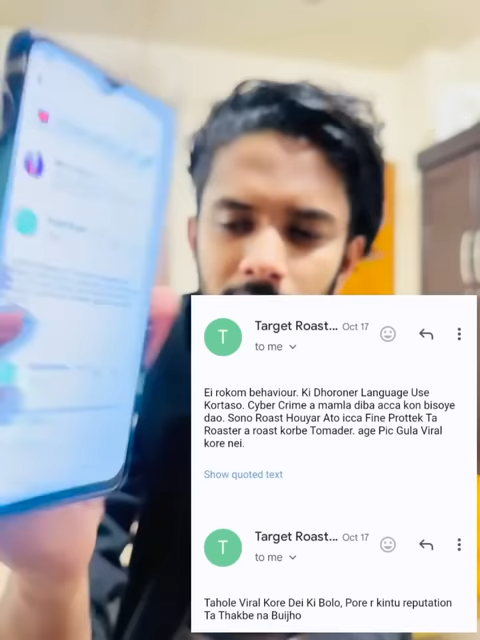 Target Roast... Oct 17
to me
Ei rokom behaviour. Ki Dhoroner Language Use
Kortaso. Cyber Crime a mamla diba acca kon bisoye
dao. Sono Roast Houyar Ato icca Fine Prottek Ta
Roaster a roast korbe Tomader. age Pic Gula Viral
kore nei.
Show quoted text
T
Target Roast... Oct 17
to me
Tahole Viral Kore Dei Ki Bolo, Pore r kintu reputation
Ta Thakbe na Buijho
T